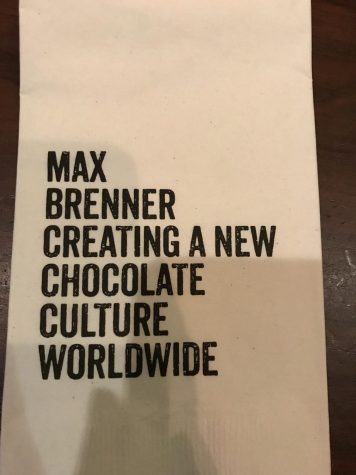 MAX
BRENNER
CREATING A NEW
CHOCOLATE
CULTURE
WORLDWIDE